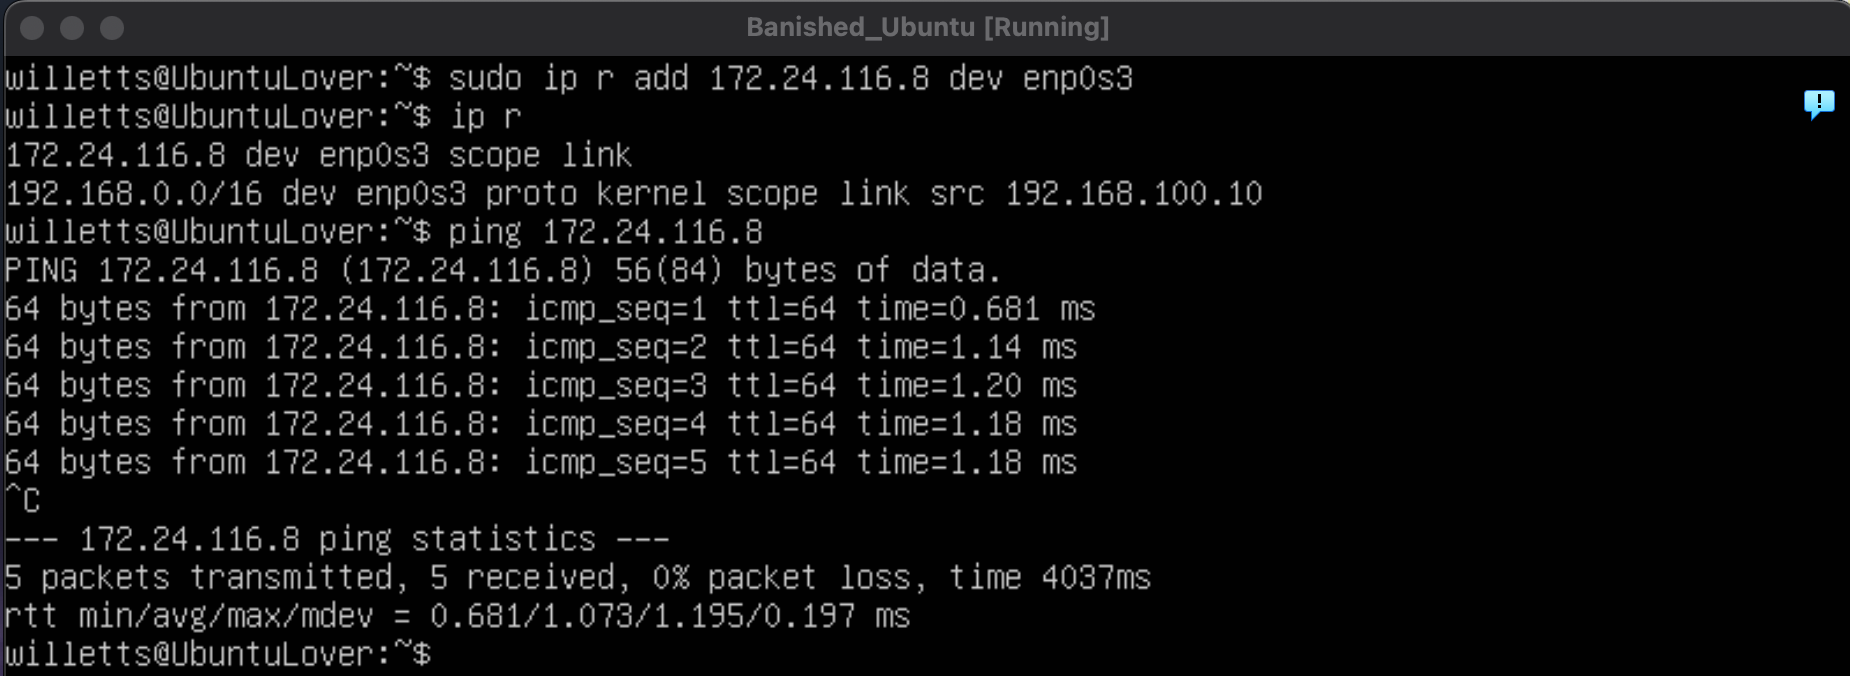 Banished_Ubuntu [Running]
willetts@UbuntuLover:~$ sudo ip r add 172.24.116.8 dev enp0s3
willetts@UbuntuLover:~$ ip r
172.24.116.8 dev enp0s3 scope link
192.168.0.0/16 dev enp0s3 proto kernel scope link src 192.168.100.10
willetts@UbuntuLover:~$ ping 172.24.116.8
PING 172.24.116.8 (172.24.116.8) 56(84) bytes of data.
64 bytes from 172.24.116.8: icmp_seq=1 ttl=64 time=0.681 ms
64 bytes from 172.24.116.8: icmp_seq=2 ttl=64 time=1.14 ms
64 bytes from 172.24.116.8: icmp_seq=3 ttl=64 time=1.20 ms
64 bytes from 172.24.116.8: icmp_seq=4 ttl=64 time=1.18 ms
64 bytes from 172.24.116.8: icmp_seq=5 ttl=64 time=1.18 ms
^C
--- 172.24.116.8 ping statistics ---
5 packets transmitted, 5 received, 0% packet loss, time 4037ms
rtt min/avg/max/mdev = 0.681/1.073/1.195/0.197 ms
willetts@UbuntuLover:~$